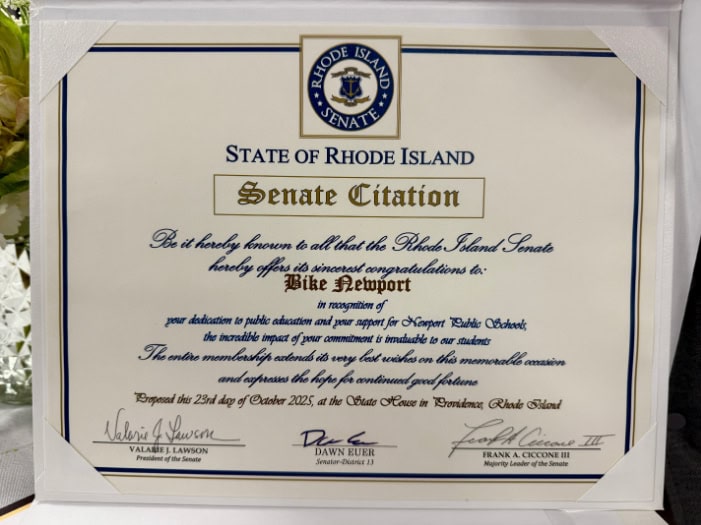 RHODE ISLAND
SENATE
STATE OF RHODE ISLAND
Senate Citation
Be it hereby known to all that the Rhode Island Senate
hereby offers its sincerest congratulations to:
Bike Newport
in recognition of
your dedication to public education and your support for Newport Public Schools,
the incredible impact of your commitment is invaluable to our students
The entire membership extends its very best wishes on this memorable occasion
and expresses the hope for continued good fortune
Proposed this 23rd day of October 2025, at the State House in Providence, Rhode Island
Valarie J. Lawson
Frank A Ciccone III
VALARIE J. LAWSON
DAWN EUER
FRANK A. CICCONE III
President of the Senate
Senator-District 13
Majority Leader of the Senate